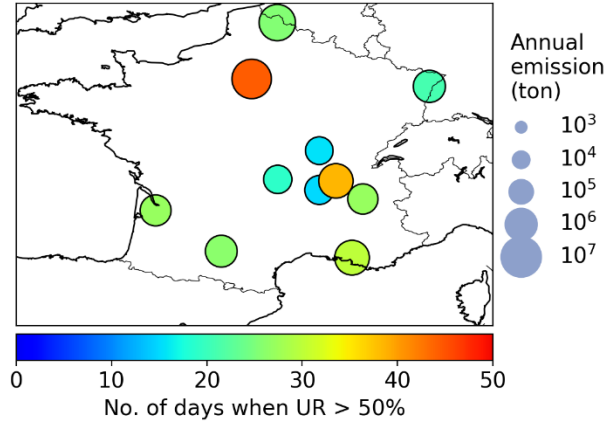 Annual
emission
(ton)
10³
10⁴
10⁵
10⁶
10⁷
0 10 20 30 40 50
No. of days when UR > 50%